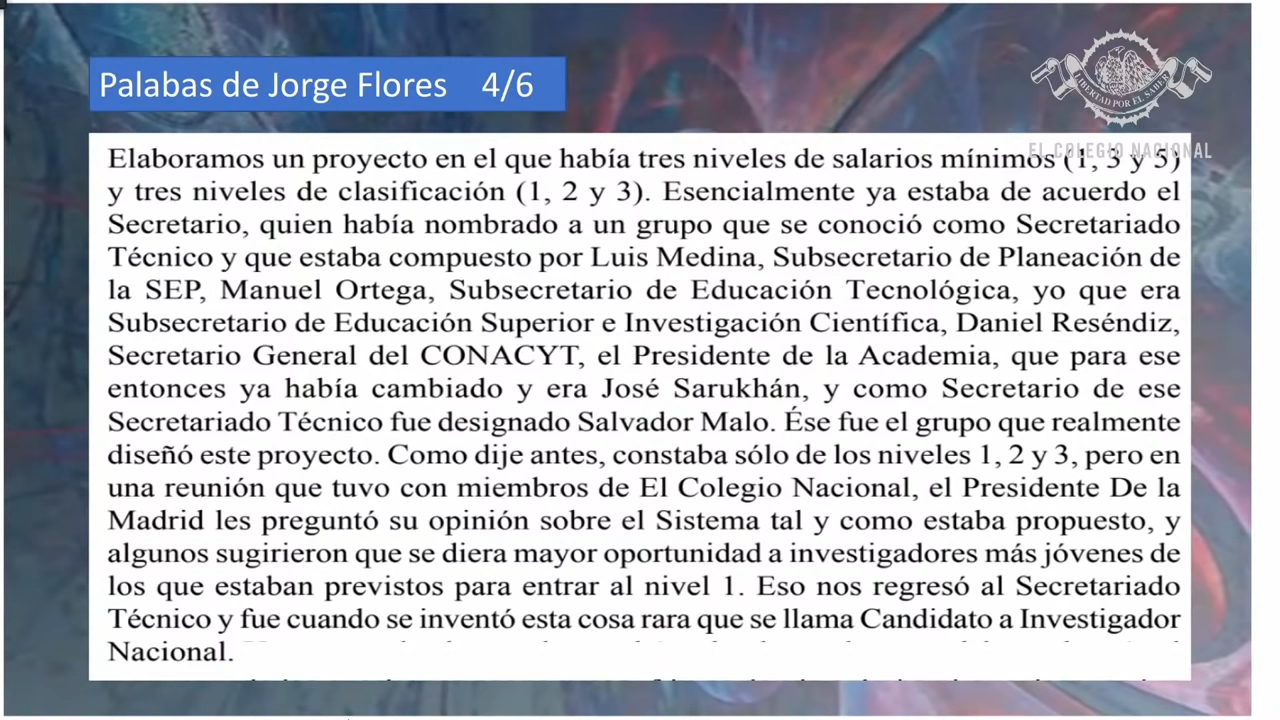 Palabas de Jorge Flores 4/6
LIBERTAD POR EL SABER
EL COLEGIO NACIONAL
Elaboramos un proyecto en el que había tres niveles de salarios mínimos (1, 3 y 5)
y tres niveles de clasificación (1, 2 y 3). Esencialmente ya estaba de acuerdo el
Secretario, quien había nombrado a un grupo que se conoció como Secretariado
Técnico y que estaba compuesto por Luis Medina, Subsecretario de Planeación de
la SEP, Manuel Ortega, Subsecretario de Educación Tecnológica, yo que era
Subsecretario de Educación Superior e Investigación Científica, Daniel Reséndiz,
Secretario General del CONACYT, el Presidente de la Academia, que para ese
entonces ya había cambiado y era José Sarukhán, y como Secretario de ese
Secretariado Técnico fue designado Salvador Malo. Ése fue el grupo que realmente
diseñó este proyecto. Como dije antes, constaba sólo de los niveles 1, 2 y 3, pero en
una reunión que tuvo con miembros de El Colegio Nacional, el Presidente De la
Madrid les preguntó su opinión sobre el Sistema tal y como estaba propuesto, y
algunos sugirieron que se diera mayor oportunidad a investigadores más jóvenes de
los que estaban previstos para entrar al nivel 1. Eso nos regresó al Secretariado
Técnico y fue cuando se inventó esta cosa rara que se llama Candidato a Investigador
Nacional.